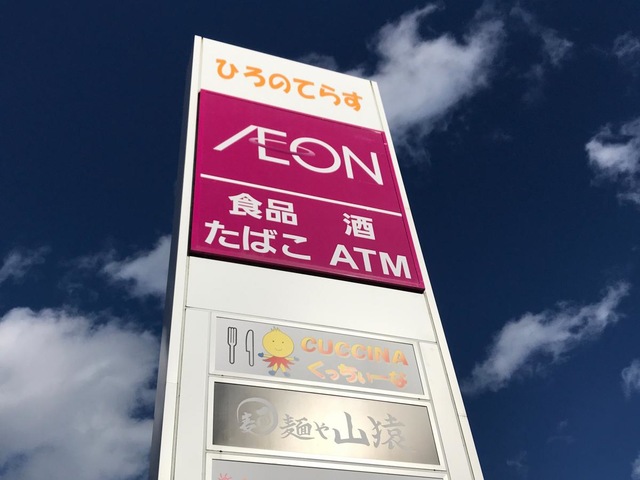 ひろのてらす
ÆON
食品 酒
たばこ ATM
CUCCINA
くっちぃーな
麺や山猿